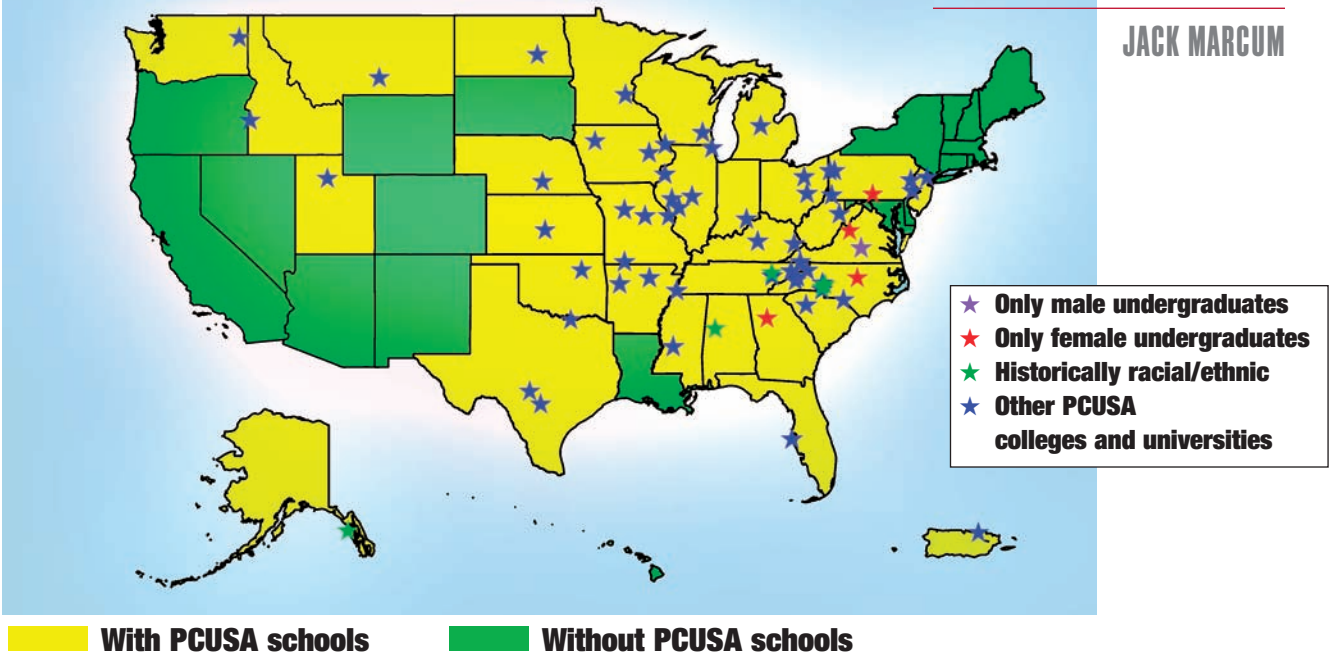 JACK MARCUM
Only male undergraduates
Only female undergraduates
Historically racial/ethnic
Other PCUSA
colleges and universities
With PCUSA schools
Without PCUSA schools